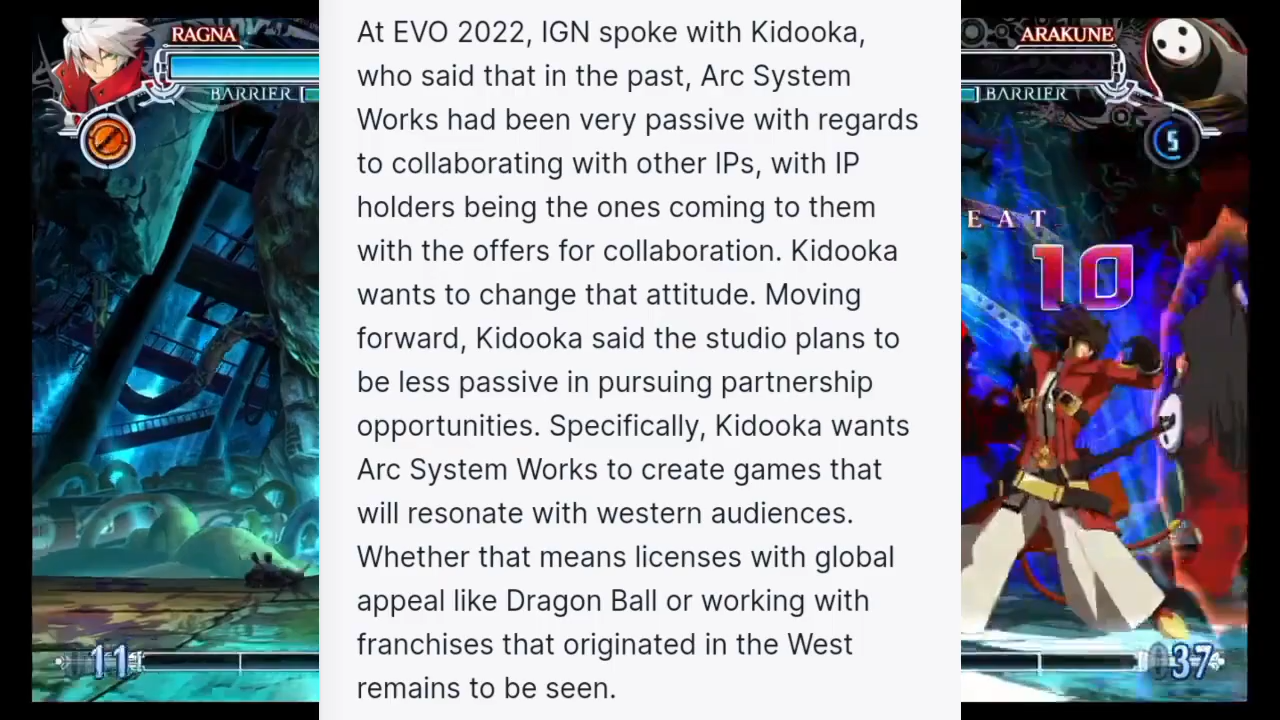 RAGNA
BARRIER
11
At EVO 2022, IGN spoke with Kidooka,
who said that in the past, Arc System
Works had been very passive with regards
to collaborating with other IPs, with IP
holders being the ones coming to them
with the offers for collaboration. Kidooka
wants to change that attitude. Moving
forward, Kidooka said the studio plans to
be less passive in pursuing partnership
opportunities. Specifically, Kidooka wants
Arc System Works to create games that
will resonate with western audiences.
Whether that means licenses with global
appeal like Dragon Ball or working with
franchises that originated in the West
remains to be seen.
ARAKUNE
BARRIER
5
EAT
10
37